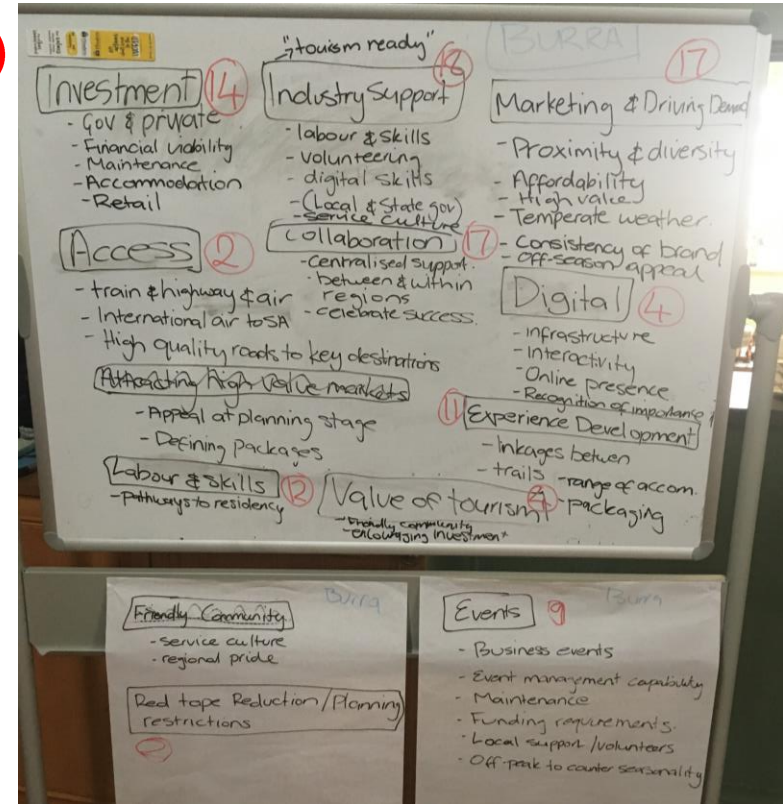 "tourism ready"
BURRA
Investment 14
- Gov & private
- Financial viability
- Maintenance
- Accommodation
- Retail
Industry Support 18
- labour & skills
- volunteering
- digital skills
- (Local & State gov)
- service culture
Marketing & Driving Demand 17
- Proximity & diversity
- Affordability
- High value
- Temperate weather.
- Consistency of brand
- off-season appeal
Access 2
- train & highway & air
- International air to SA
- High quality roads to key destinations
Collaboration 17
- centralised support.
- between & within
regions
- celebrate success.
Digital 4
- infrastructure
- Interactivity
- Online presence
- Recognition of importance
Attracting high value markets
- Appeal at planning stage
- Defining packages
11 Experience Development
- linkages betwen
- trails
- range of accom.
- packaging
Labour & skills 12
- pathways to residency
Value of tourism
- friendly community
- encouraging investment
Burra
Friendly Community
- service culture
- regional pride
Red tape Reduction/Planning
restrictions
Burra
Events 9
- Business events
- Event management capability
- Maintenance
- Funding requirements.
- Local support/volunteers
- Off-peak to counter seasonality